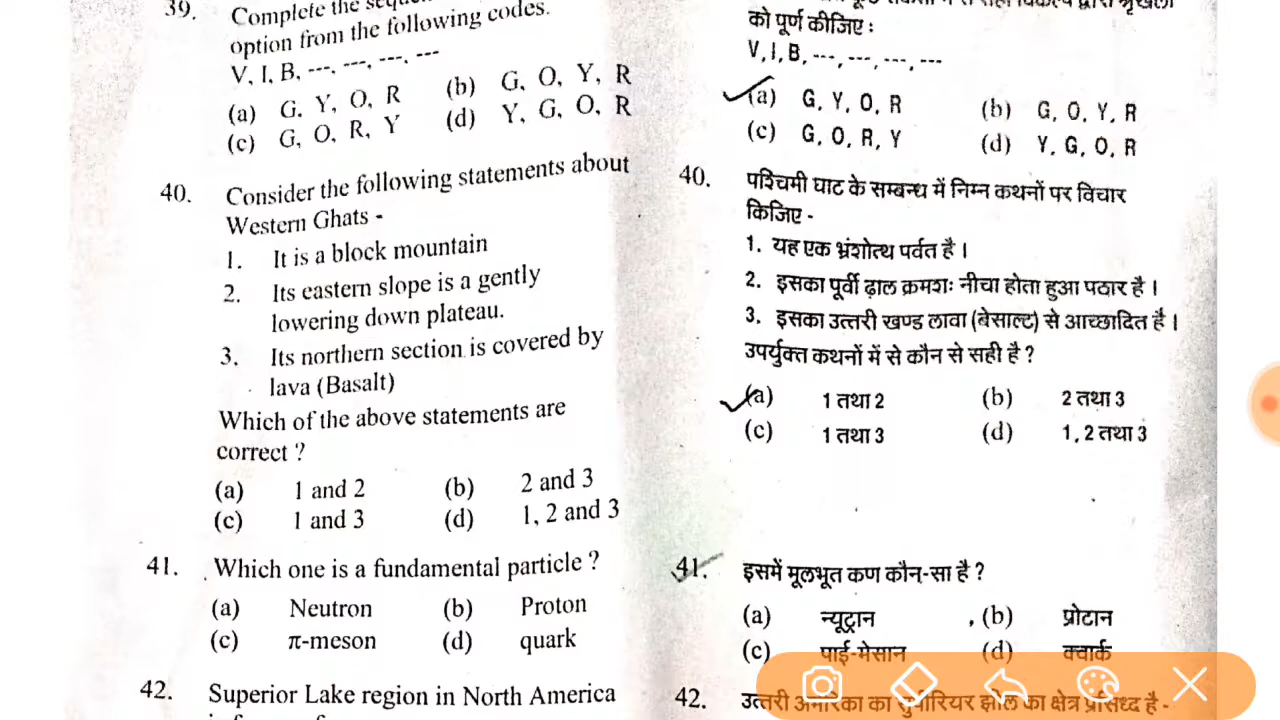 39. Complete the
option from the following codes.
V, I, B, ---, ---, ---, ---
(a) G, Y, O, R (b) G, O, Y, R
(c) G, O, R, Y (d) Y, G, O, R
40. Consider the following statements about
Western Ghats -
1. It is a block mountain
2. Its eastern slope is a gently
lowering down plateau.
3. Its northern section is covered by
lava (Basalt)
Which of the above statements are
correct ?
(a) 1 and 2 (b) 2 and 3
(c) 1 and 3 (d) 1, 2 and 3
41. Which one is a fundamental particle ?
(a) Neutron (b) Proton
(c) π-meson (d) quark
42. Superior Lake region in North America
को पूर्ण कीजिए :
V, I, B, ---, ---, ---, ---
(a) G, Y, O, R (b) G, O, Y, R
(c) G, O, R, Y (d) Y, G, O, R
40. पश्चिमी घाट के सम्बन्ध में निम्न कथनों पर विचार
किजिए -
1. यह एक भ्रंशोत्थ पर्वत है ।
2. इसका पूर्वी ढ़ाल क्रमशः नीचा होता हुआ पठार है ।
3. इसका उत्तरी खण्ड लावा (बेसाल्ट) से आच्छादित है ।
उपर्युक्त कथनों में से कौन से सही है ?
(a) 1 तथा 2 (b) 2 तथा 3
(c) 1 तथा 3 (d) 1, 2 तथा 3
41. इसमें मूलभूत कण कौन-सा है ?
(a) न्यूट्रान (b) प्रोटान
(c) पाई-मेसान (d) क्वार्क
42. उत्तरी अमेरिका का सुपीरियर झील का क्षेत्र प्रसिध्द है -